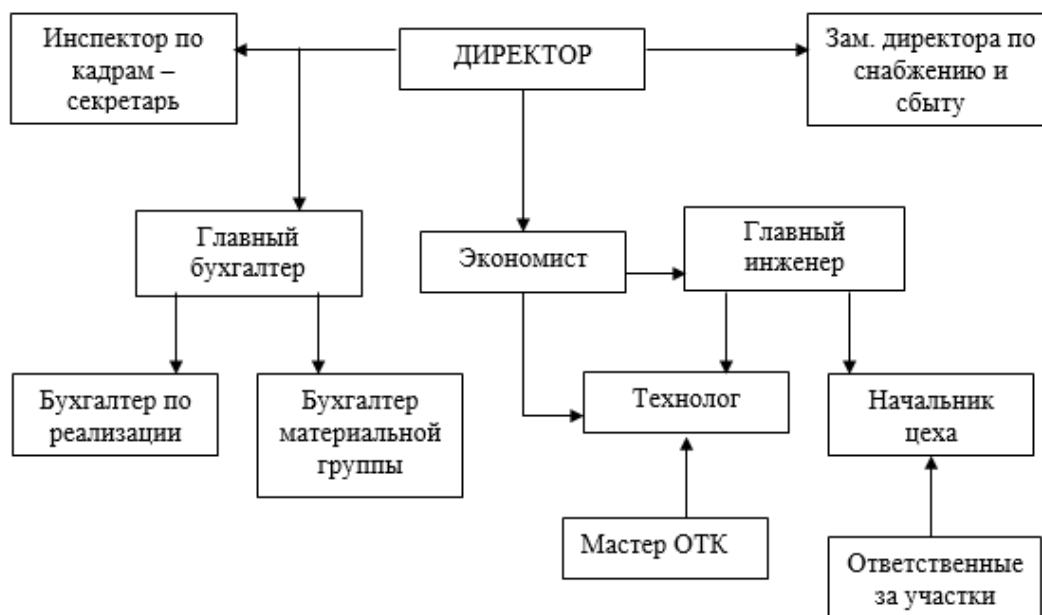 Инспектор по
кадрам –
секретарь
ДИРЕКТОР
Зам. директора по
снабжению и
сбыту
Главный
бухгалтер
Экономист
Главный
инженер
Бухгалтер по
реализации
Бухгалтер
материальной
группы
Технолог
Начальник
цеха
Мастер ОТК
Ответственные
за участки